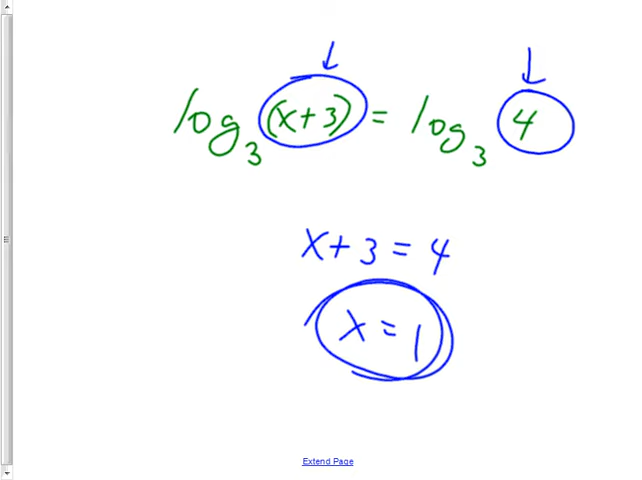 log₃(x+3) = log₃ 4
x+3 = 4
x = 1
Extend Page